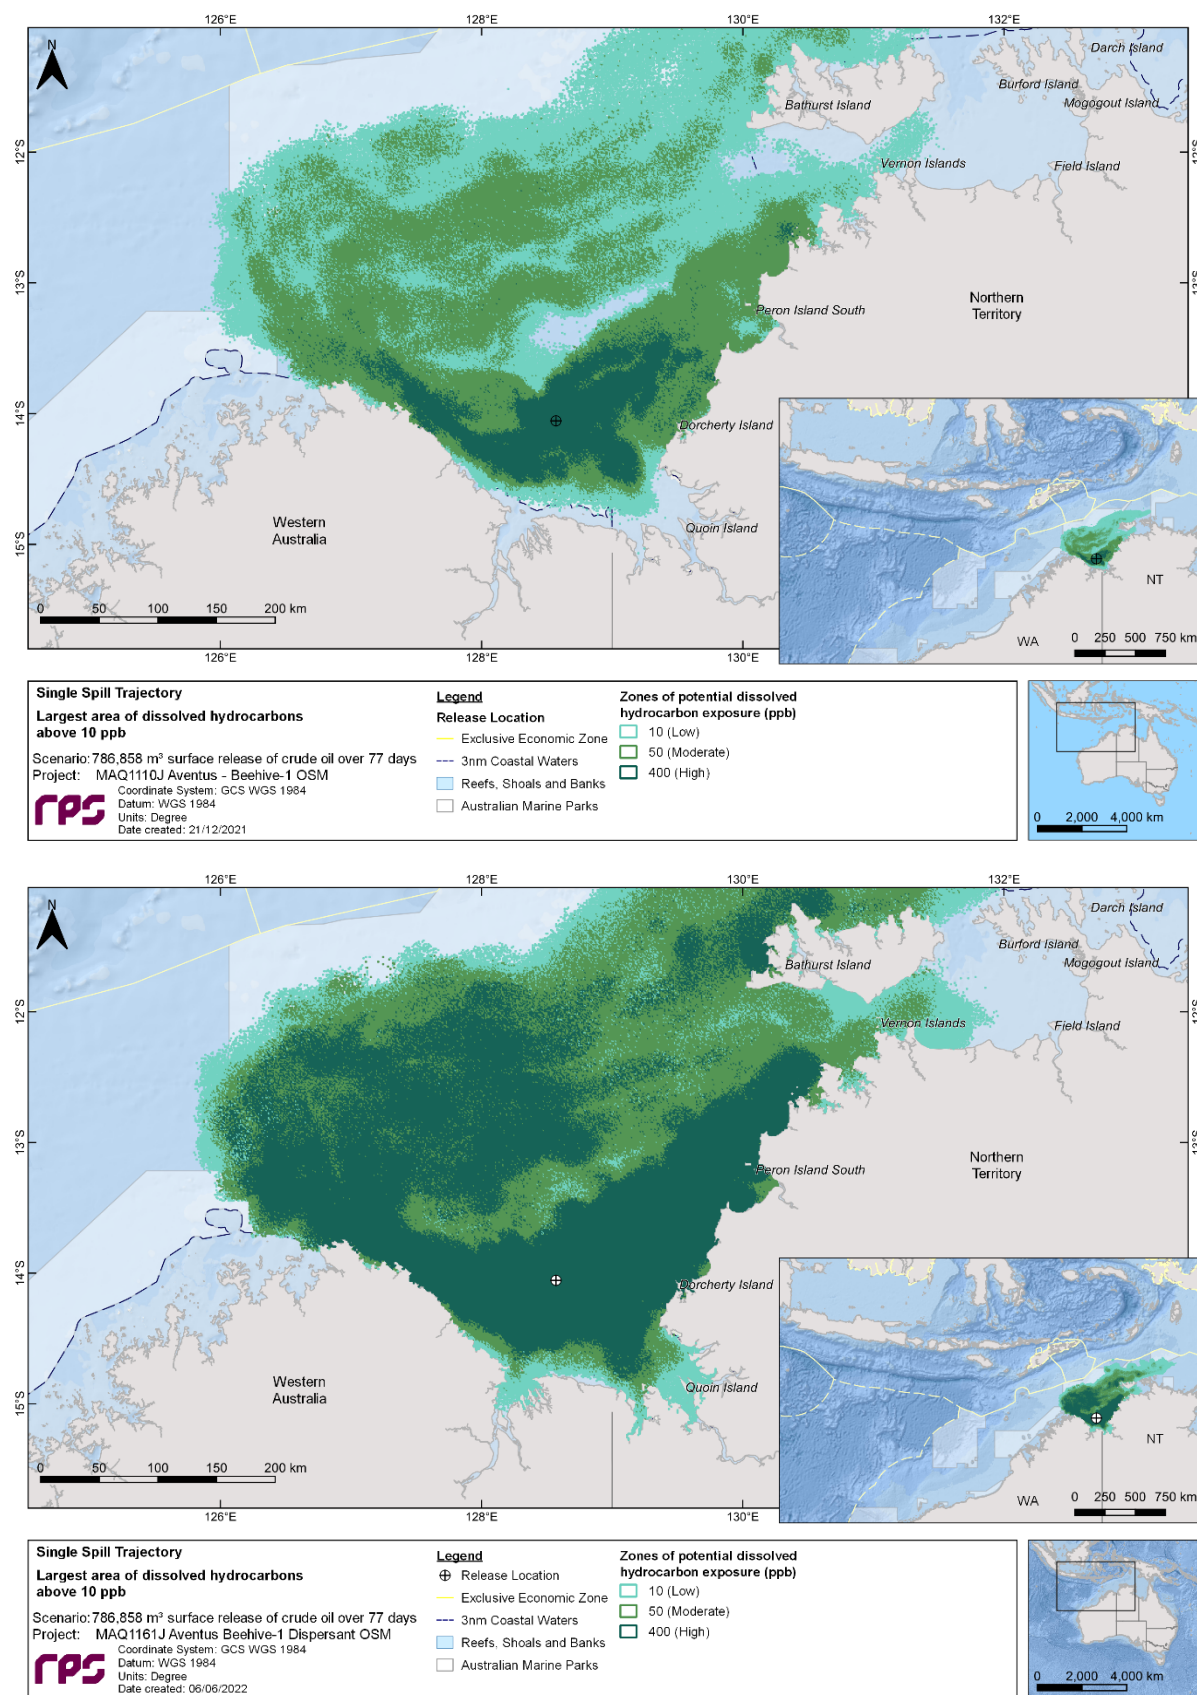 126°E 128°E 130°E 132°E
N
Darch Island
Burford Island
Mogogout Island
Bathurst Island
12°S 12°S
Vernon Islands
Field Island
13°S 13°S
Northern
Territory
Peron Island South
14°S
Dorcherty Island
Western
Australia
Quoin Island
15°S
NT
WA
0 50 100 150 200 km
0 250 500 750 km
126°E 128°E 130°E
Single Spill Trajectory
Largest area of dissolved hydrocarbons
above 10 ppb
Scenario: 786,858 m³ surface release of crude oil over 77 days
Project: MAQ1110J Aventus - Beehive-1 OSM
rps
Coordinate System: GCS WGS 1984
Datum: WGS 1984
Units: Degree
Date created: 21/12/2021
Legend
Release Location
Exclusive Economic Zone
3nm Coastal Waters
Reefs, Shoals and Banks
Australian Marine Parks
Zones of potential dissolved
hydrocarbon exposure (ppb)
10 (Low)
50 (Moderate)
400 (High)
0 2,000 4,000 km
126°E 128°E 130°E 132°E
N
Darch Island
Burford Island
Mogogout Island
Bathurst Island
12°S 12°S
Vernon Islands
Field Island
13°S 13°S
Northern
Territory
Peron Island South
14°S
Dorcherty Island
Western
Australia
Quoin Island
15°S
NT
WA
0 50 100 150 200 km
0 250 500 750 km
126°E 128°E 130°E
Single Spill Trajectory
Largest area of dissolved hydrocarbons
above 10 ppb
Scenario: 786,858 m³ surface release of crude oil over 77 days
Project: MAQ1161J Aventus Beehive-1 Dispersant OSM
rps
Coordinate System: GCS WGS 1984
Datum: WGS 1984
Units: Degree
Date created: 06/06/2022
Legend
Release Location
Exclusive Economic Zone
3nm Coastal Waters
Reefs, Shoals and Banks
Australian Marine Parks
Zones of potential dissolved
hydrocarbon exposure (ppb)
10 (Low)
50 (Moderate)
400 (High)
0 2,000 4,000 km